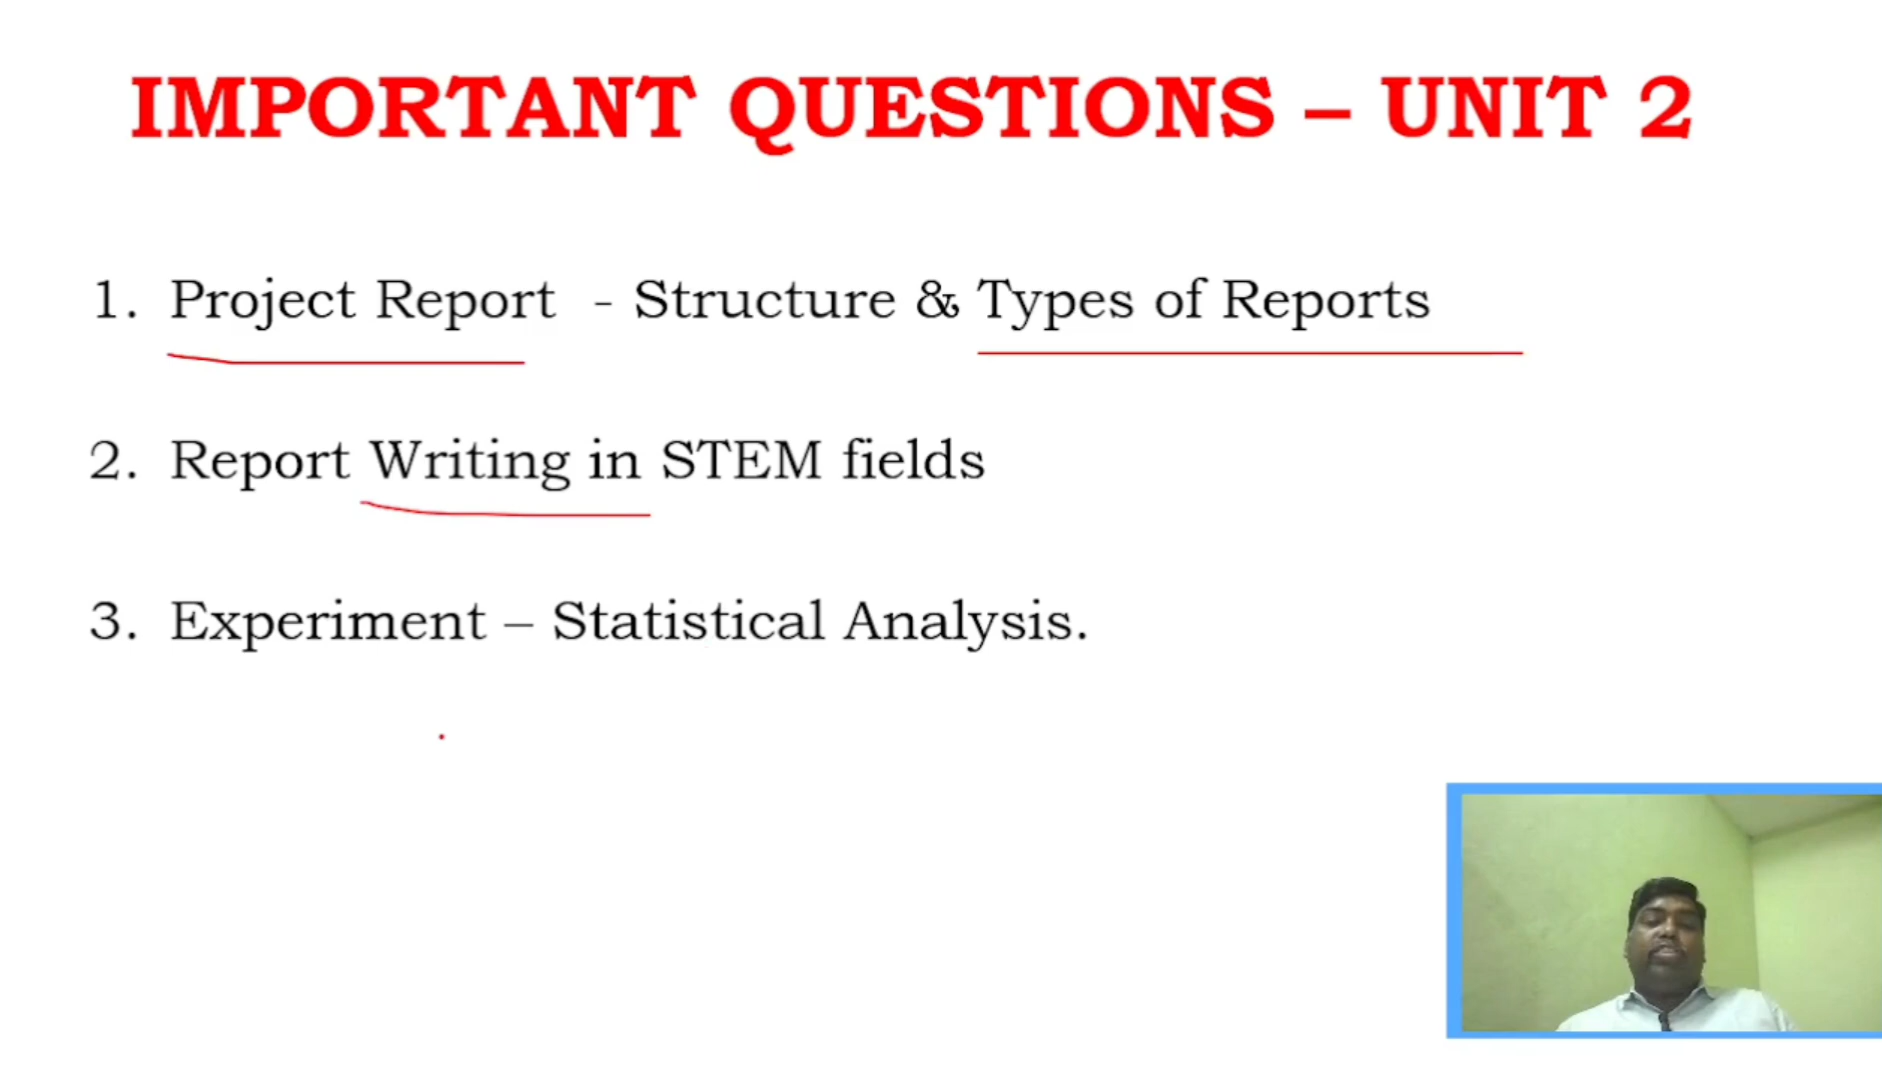 IMPORTANT QUESTIONS – UNIT 2
1. Project Report - Structure & Types of Reports
2. Report Writing in STEM fields
3. Experiment – Statistical Analysis.